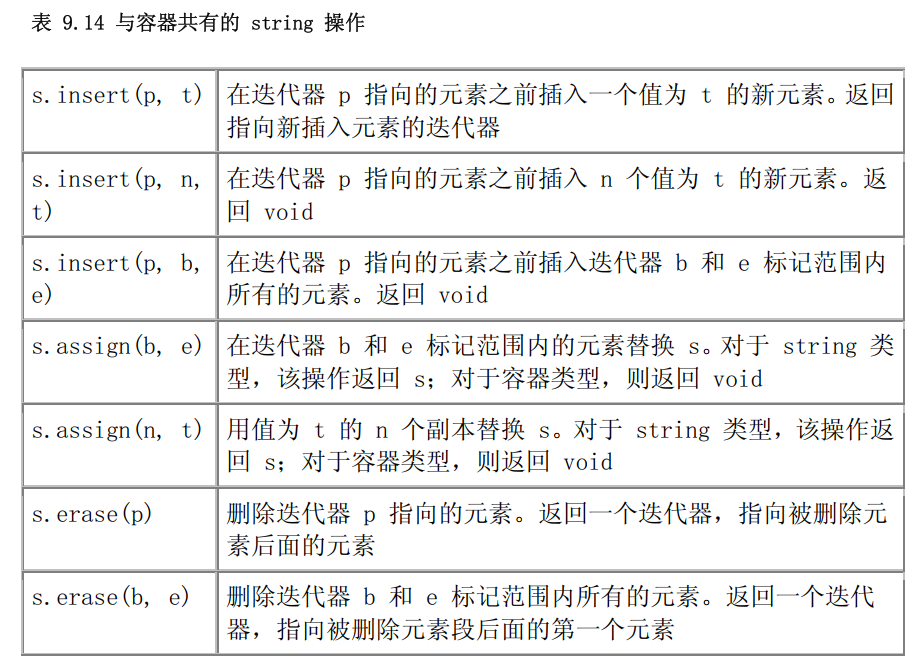 表 9.14 与容器共有的 string 操作
s.insert(p, t)
在迭代器 p 指向的元素之前插入一个值为 t 的新元素。返回
指向新插入元素的迭代器
s.insert(p, n,
t)
在迭代器 p 指向的元素之前插入 n 个值为 t 的新元素。返
回 void
s.insert(p, b,
e)
在迭代器 p 指向的元素之前插入迭代器 b 和 e 标记范围内
所有的元素。返回 void
s.assign(b, e)
在迭代器 b 和 e 标记范围内的元素替换 s。对于 string 类
型，该操作返回 s；对于容器类型，则返回 void
s.assign(n, t)
用值为 t 的 n 个副本替换 s。对于 string 类型，该操作返
回 s；对于容器类型，则返回 void
s.erase(p)
删除迭代器 p 指向的元素。返回一个迭代器，指向被删除元
素后面的元素
s.erase(b, e)
删除迭代器 b 和 e 标记范围内所有的元素。返回一个迭代
器，指向被删除元素段后面的第一个元素